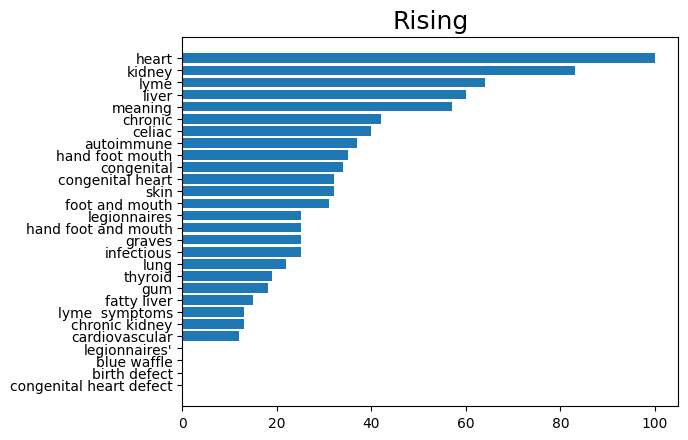 Rising
heart
kidney
lyme
liver
meaning
chronic
celiac
autoimmune
hand foot mouth
congenital
congenital heart
skin
foot and mouth
legionnaires
hand foot and mouth
graves
infectious
lung
thyroid
gum
fatty liver
lyme  symptoms
chronic kidney
cardiovascular
legionnaires'
blue waffle
birth defect
congenital heart defect
0 20 40 60 80 100